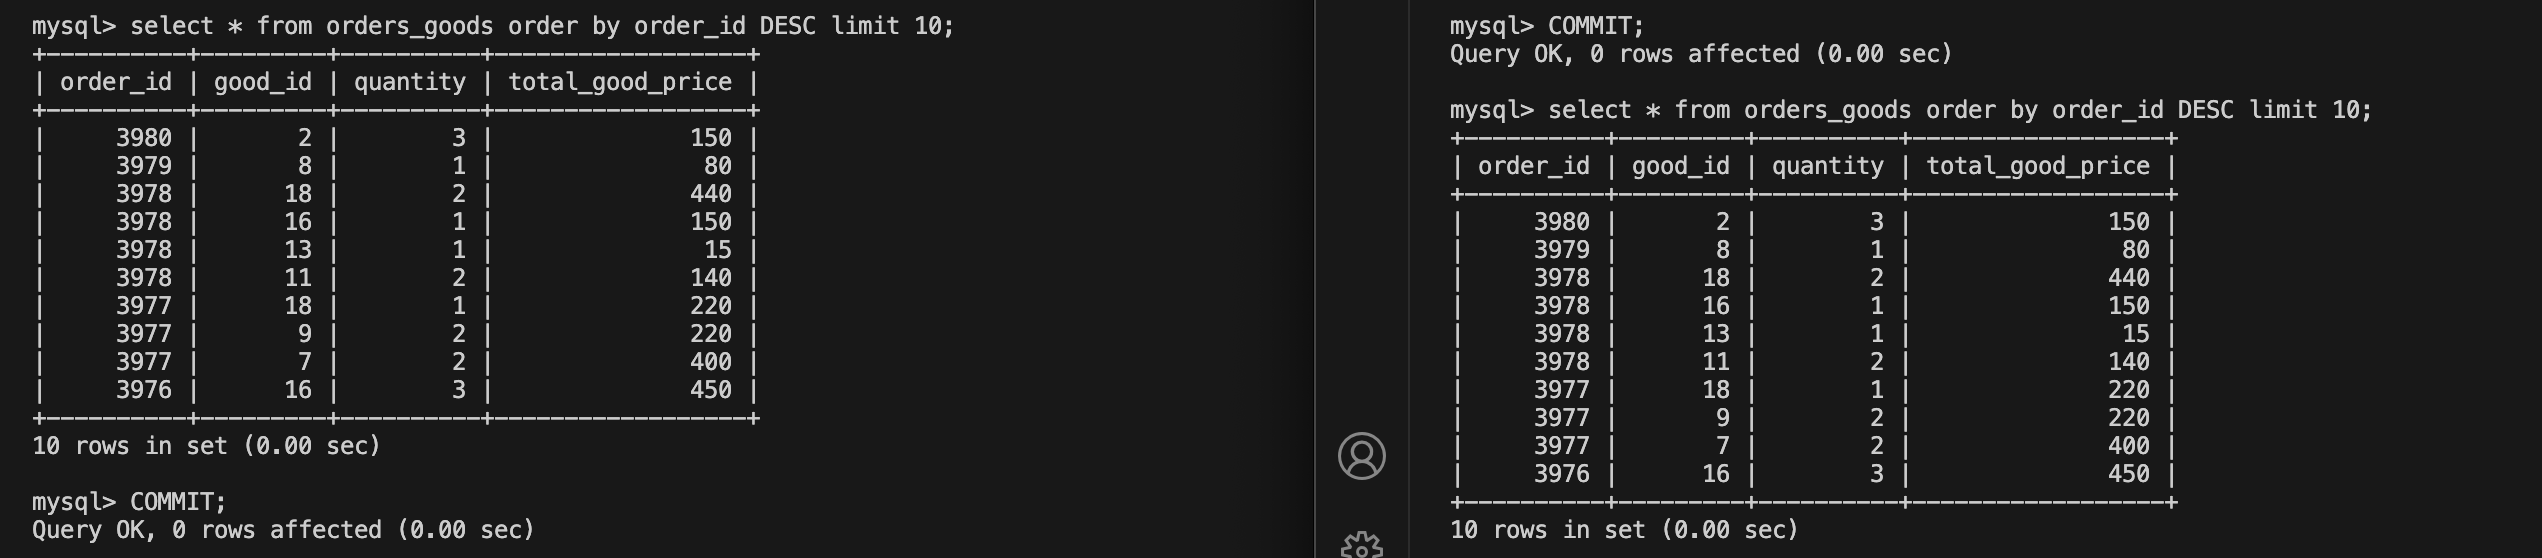 mysql> select * from orders_goods order by order_id DESC limit 10;
+----------+---------+----------+------------------+
| order_id | good_id | quantity | total_good_price |
+----------+---------+----------+------------------+
|     3980 |       2 |        3 |              150 |
|     3979 |       8 |        1 |               80 |
|     3978 |      18 |        2 |              440 |
|     3978 |      16 |        1 |              150 |
|     3978 |      13 |        1 |               15 |
|     3978 |      11 |        2 |              140 |
|     3977 |      18 |        1 |              220 |
|     3977 |       9 |        2 |              220 |
|     3977 |       7 |        2 |              400 |
|     3976 |      16 |        3 |              450 |
+----------+---------+----------+------------------+
10 rows in set (0.00 sec)
mysql> COMMIT;
Query OK, 0 rows affected (0.00 sec)
mysql> COMMIT;
Query OK, 0 rows affected (0.00 sec)
mysql> select * from orders_goods order by order_id DESC limit 10;
+----------+---------+----------+------------------+
| order_id | good_id | quantity | total_good_price |
+----------+---------+----------+------------------+
|     3980 |       2 |        3 |              150 |
|     3979 |       8 |        1 |               80 |
|     3978 |      18 |        2 |              440 |
|     3978 |      16 |        1 |              150 |
|     3978 |      13 |        1 |               15 |
|     3978 |      11 |        2 |              140 |
|     3977 |      18 |        1 |              220 |
|     3977 |       9 |        2 |              220 |
|     3977 |       7 |        2 |              400 |
|     3976 |      16 |        3 |              450 |
+----------+---------+----------+------------------+
10 rows in set (0.00 sec)